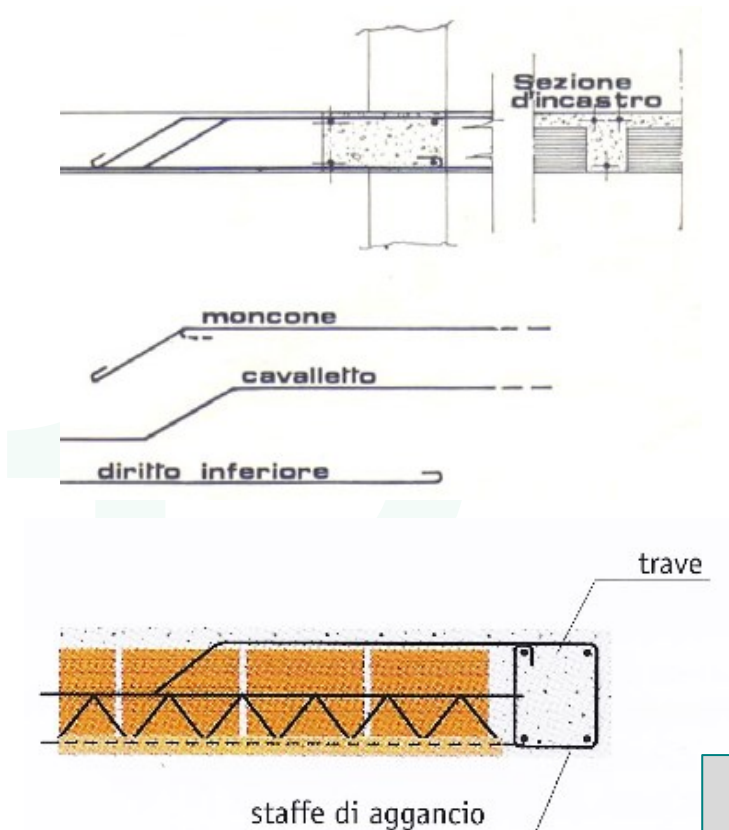 Sezione
d'incastro
moncone
cavalletto
diritto inferiore
trave
staffe di aggancio